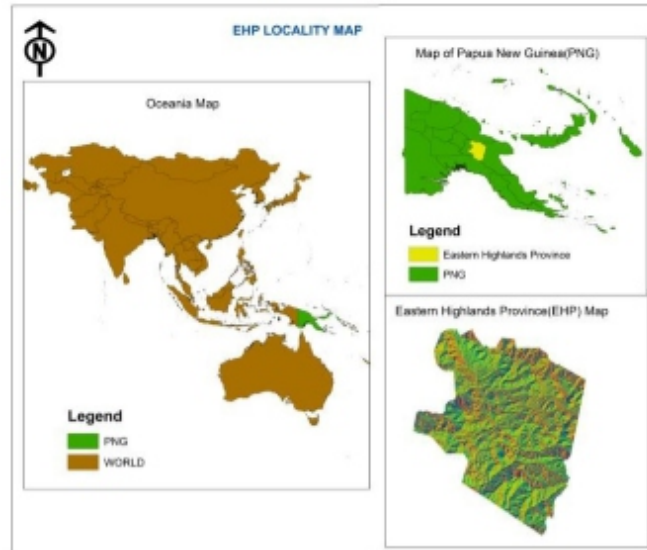 EHP LOCALITY MAP
N
Oceania Map
Legend
PNG
WORLD
Map of Papua New Guinea(PNG)
Legend
Eastern Highlands Province
PNG
Eastern Highlands Province(EHP) Map